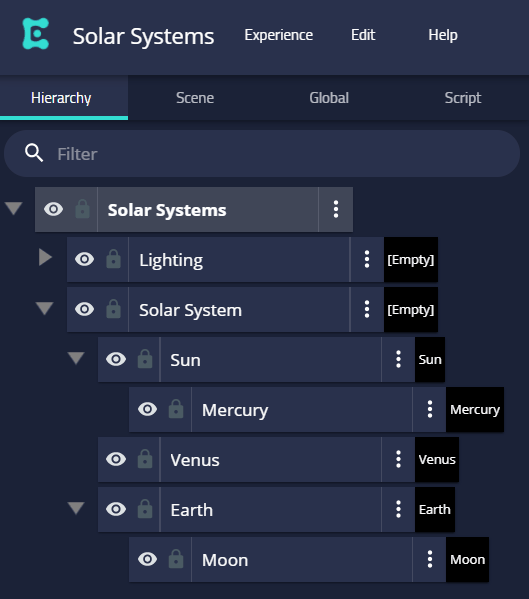 Solar Systems Experience Edit Help
Hierarchy Scene Global Script
Filter
Solar Systems
Lighting [Empty]
Solar System [Empty]
Sun Sun
Mercury Mercury
Venus Venus
Earth Earth
Moon Moon